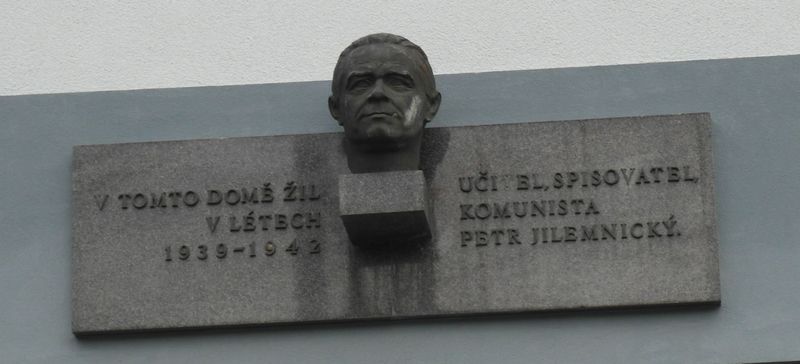 V TOMTO DOMĚ ŽIL
V LÉTECH
1939-1942
UČITEL, SPISOVATEL,
KOMUNISTA
PETR JILEMNICKÝ.